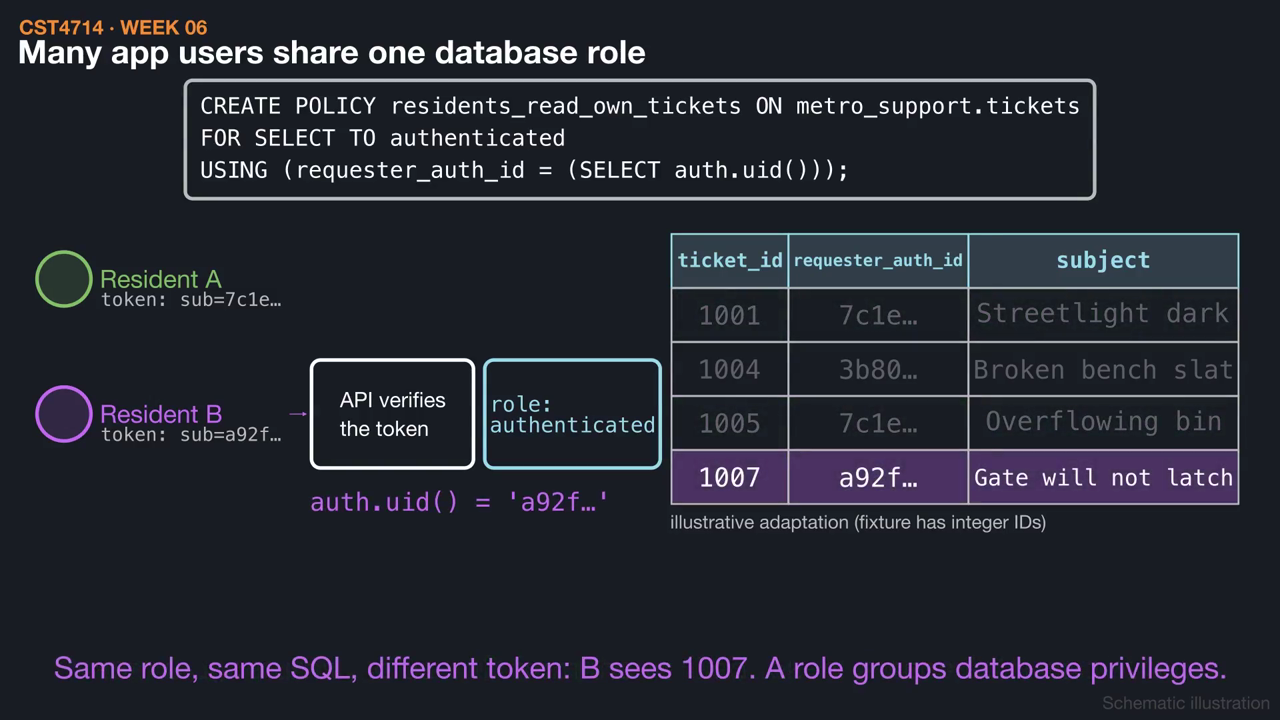 CST4714 · WEEK 06
Many app users share one database role
CREATE POLICY residents_read_own_tickets ON metro_support.tickets
FOR SELECT TO authenticated
USING (requester_auth_id = (SELECT auth.uid()));
Resident A
token: sub=7c1e…
Resident B
token: sub=a92f…
API verifies
the token
role:
authenticated
auth.uid() = 'a92f…'
ticket_id requester_auth_id subject
1001 7c1e… Streetlight dark
1004 3b80… Broken bench slat
1005 7c1e… Overflowing bin
1007 a92f… Gate will not latch
illustrative adaptation (fixture has integer IDs)
Same role, same SQL, different token: B sees 1007. A role groups database privileges.
Schematic illustration